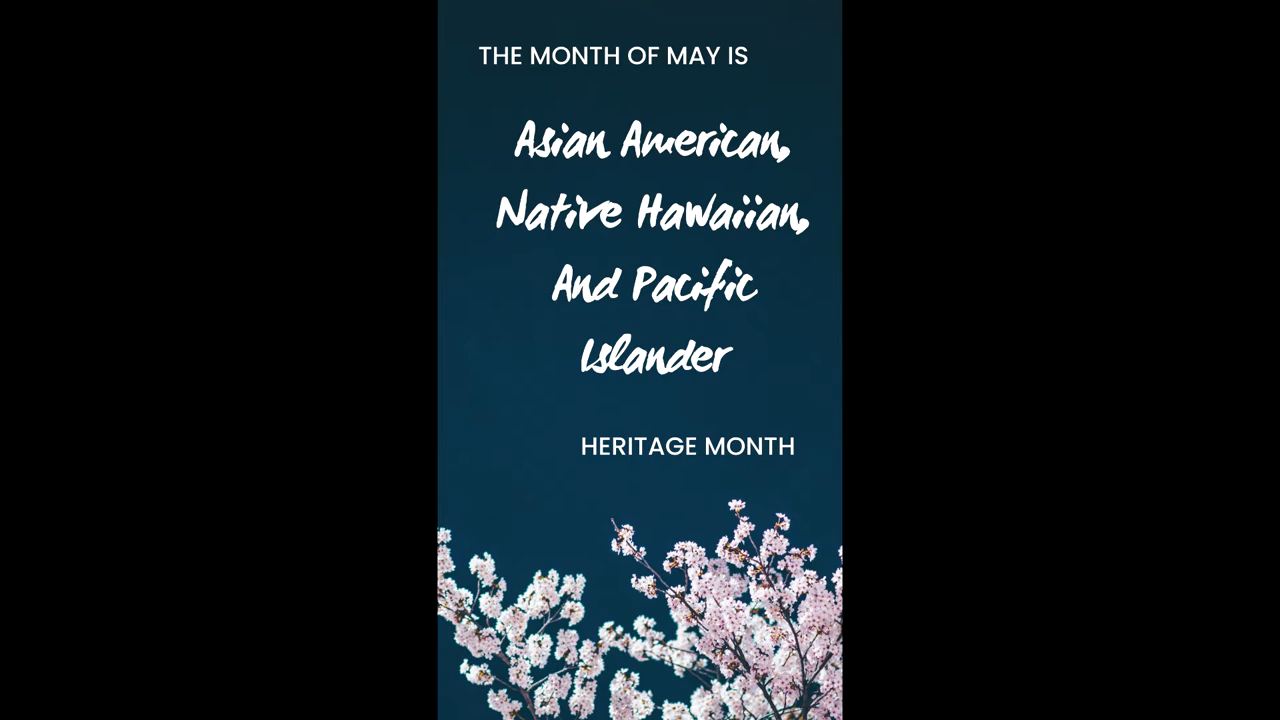 THE MONTH OF MAY IS
Asian American,
Native Hawaiian,
And Pacific
Islander
HERITAGE MONTH